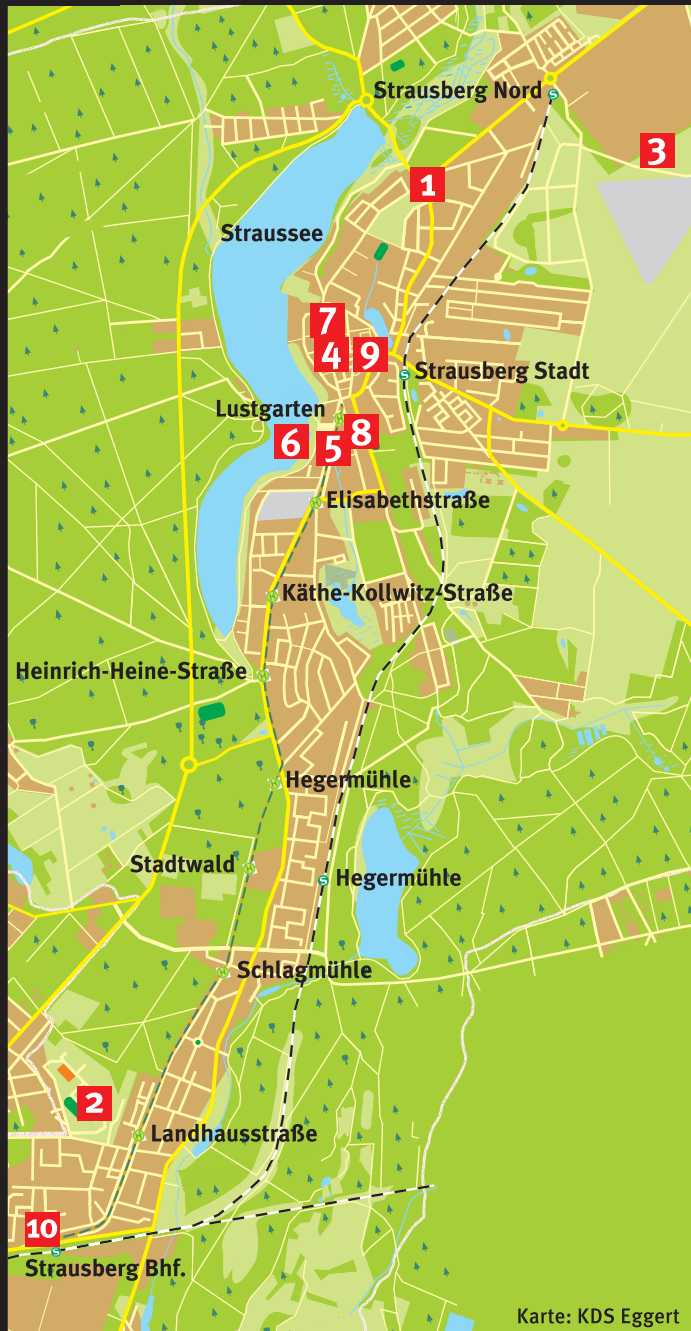 Strausberg Nord
S
3
1
Straussee
7
4
9
S
Strausberg Stadt
Lustgarten
H
6
5
8
H
Elisabethstraße
H
Käthe-Kollwitz-Straße
Heinrich-Heine-Straße
H
H
Hegermühle
Stadtwald
H
S
Hegermühle
H
Schlagmühle
2
H
Landhausstraße
10
S
Strausberg Bhf.
Karte: KDS Eggert